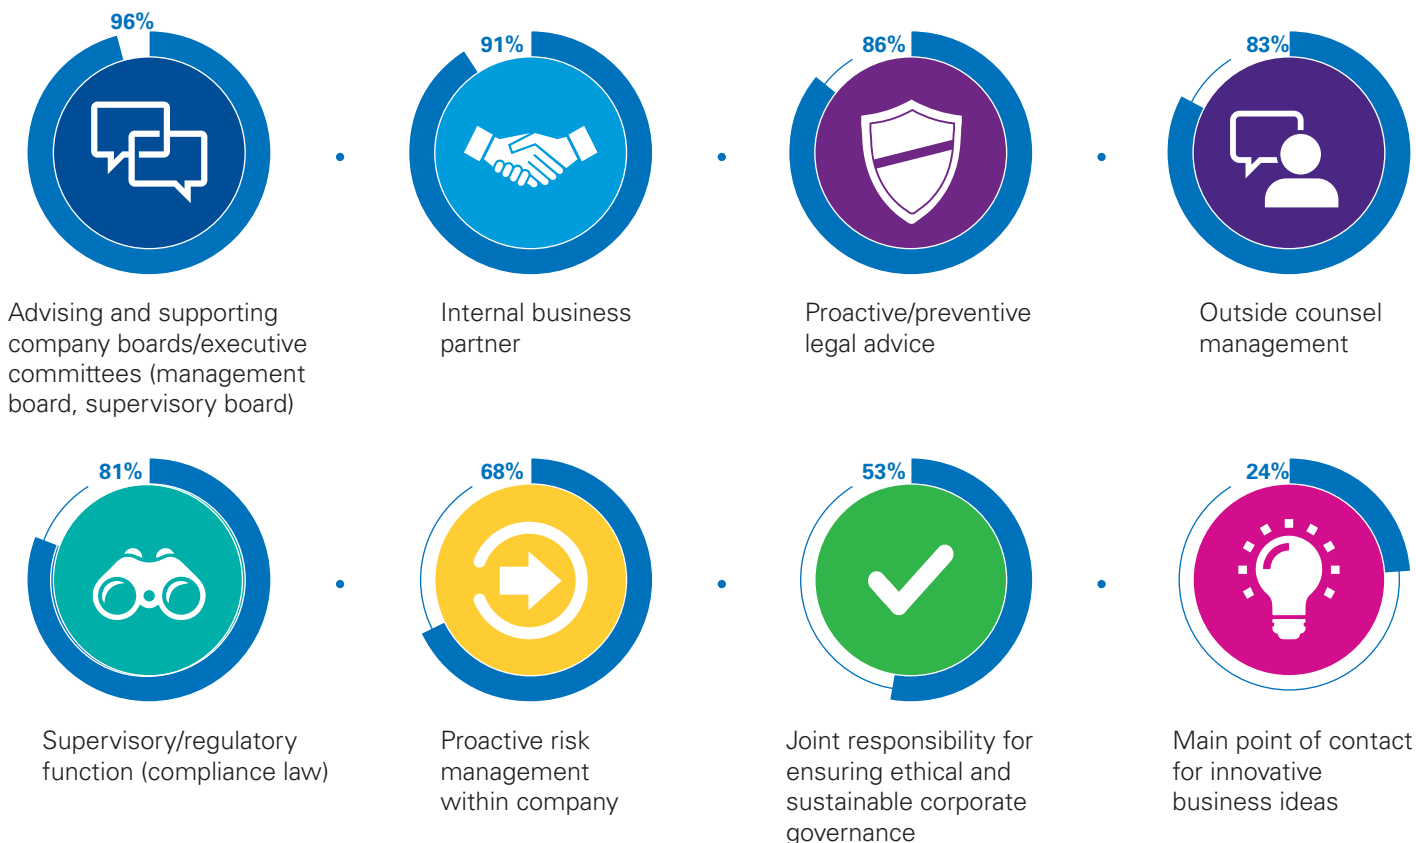 96%
91%
86%
83%
Advising and supporting
company boards/executive
committees (management
board, supervisory board)
Internal business
partner
Proactive/preventive
legal advice
Outside counsel
management
81%
68%
53%
24%
Supervisory/regulatory
function (compliance law)
Proactive risk
management
within company
Joint responsibility for
ensuring ethical and
sustainable corporate
governance
Main point of contact
for innovative
business ideas